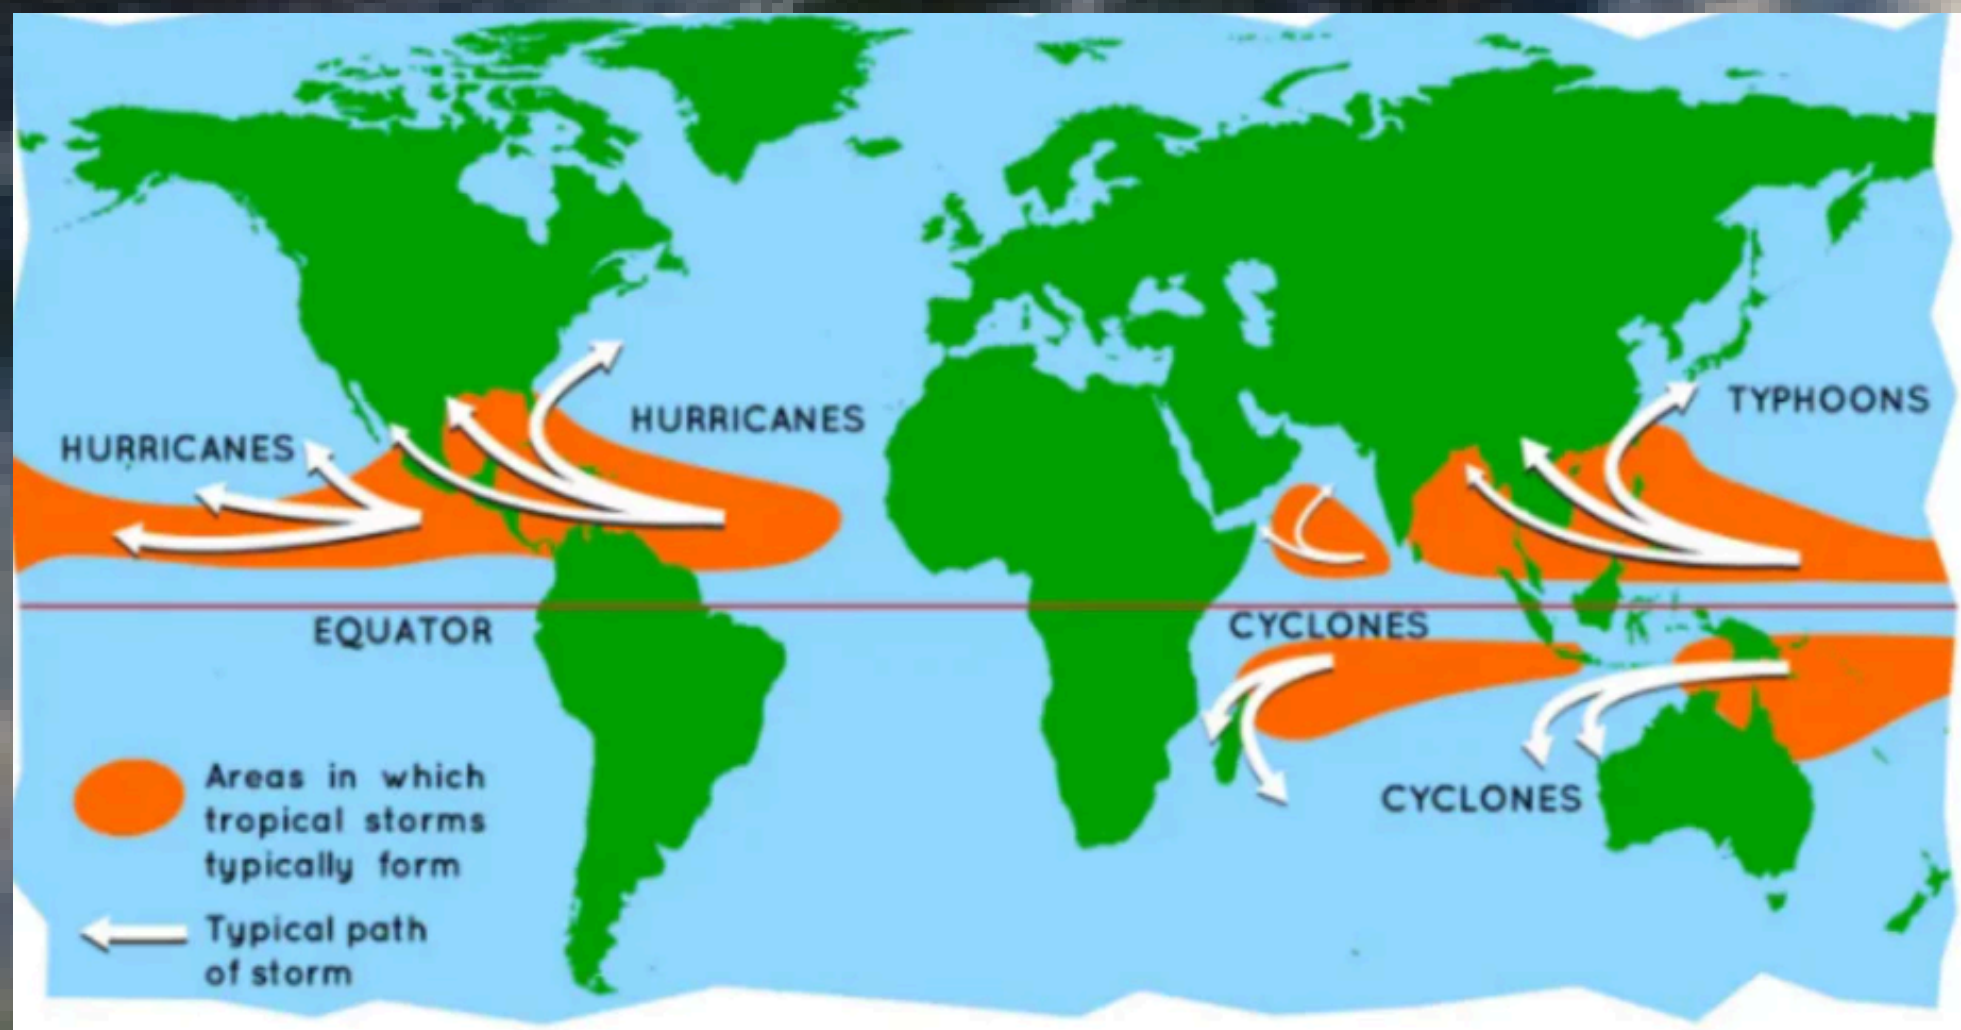 HURRICANES
HURRICANES
TYPHOONS
EQUATOR
CYCLONES
CYCLONES
Areas in which
tropical storms
typically form
Typical path
of storm